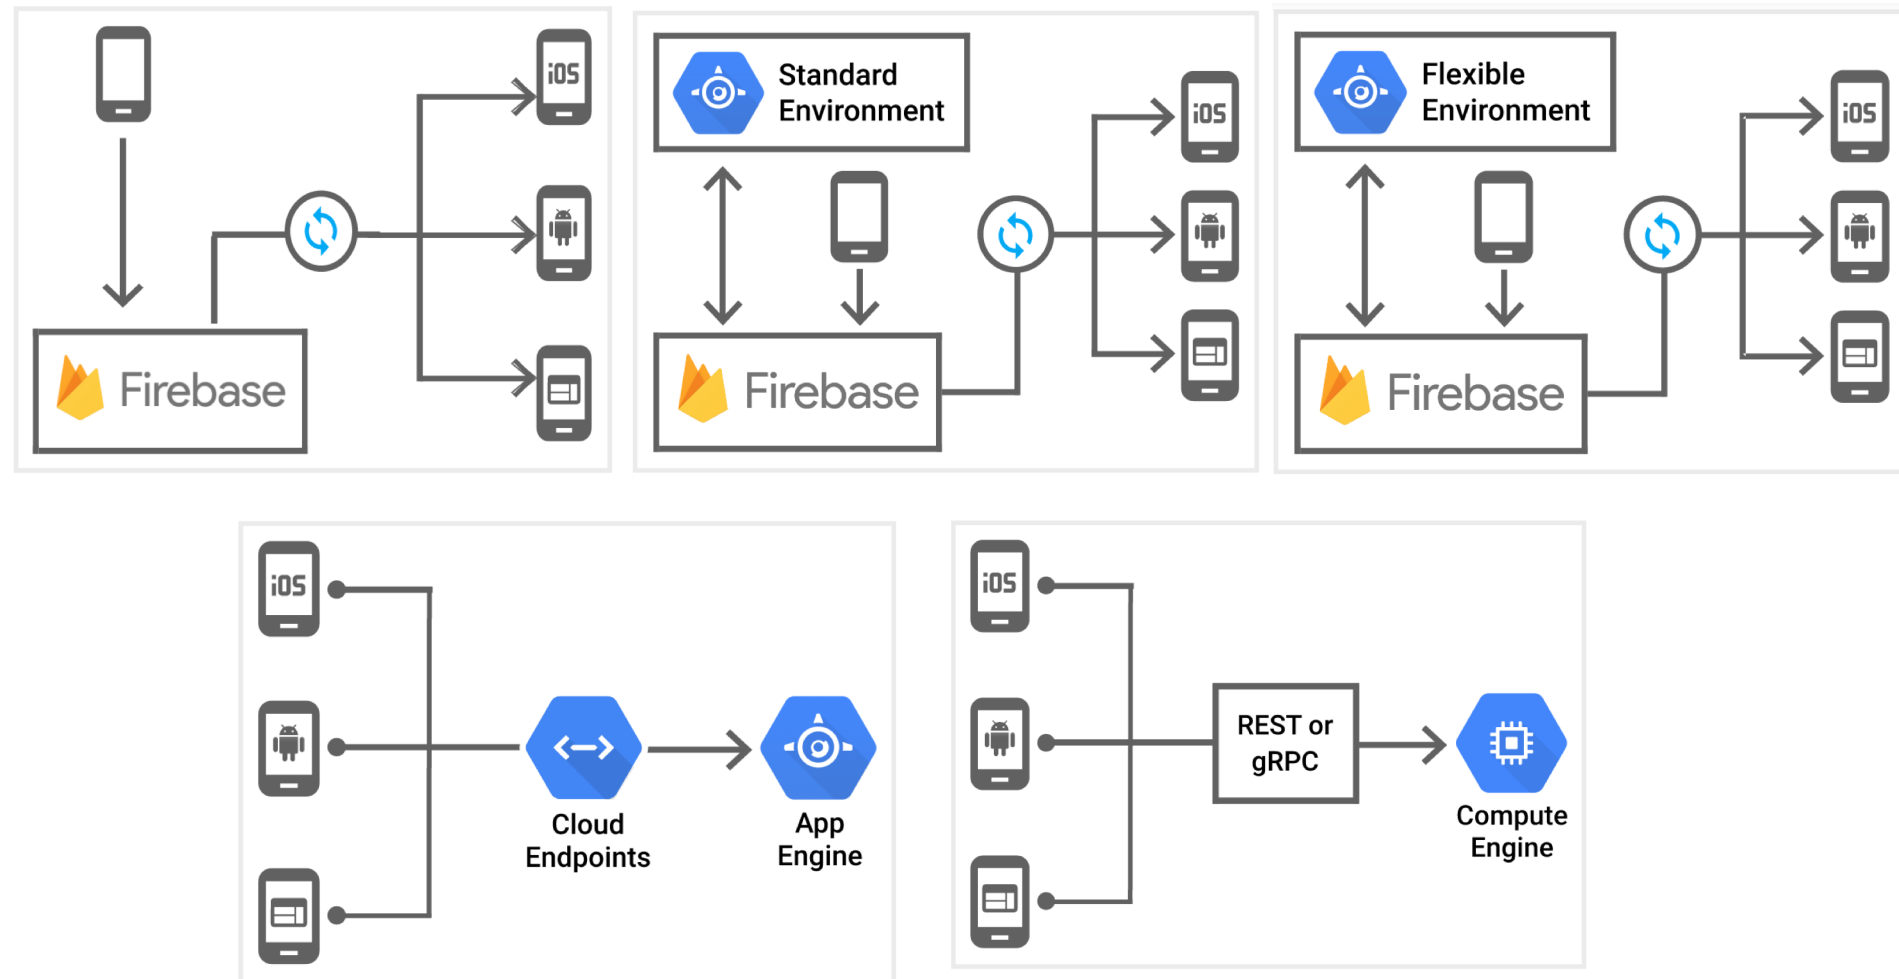 iOS
Firebase
Standard
Environment
iOS
Firebase
Flexible
Environment
iOS
Firebase
iOS
Cloud
Endpoints
App
Engine
iOS
REST or
gRPC
Compute
Engine